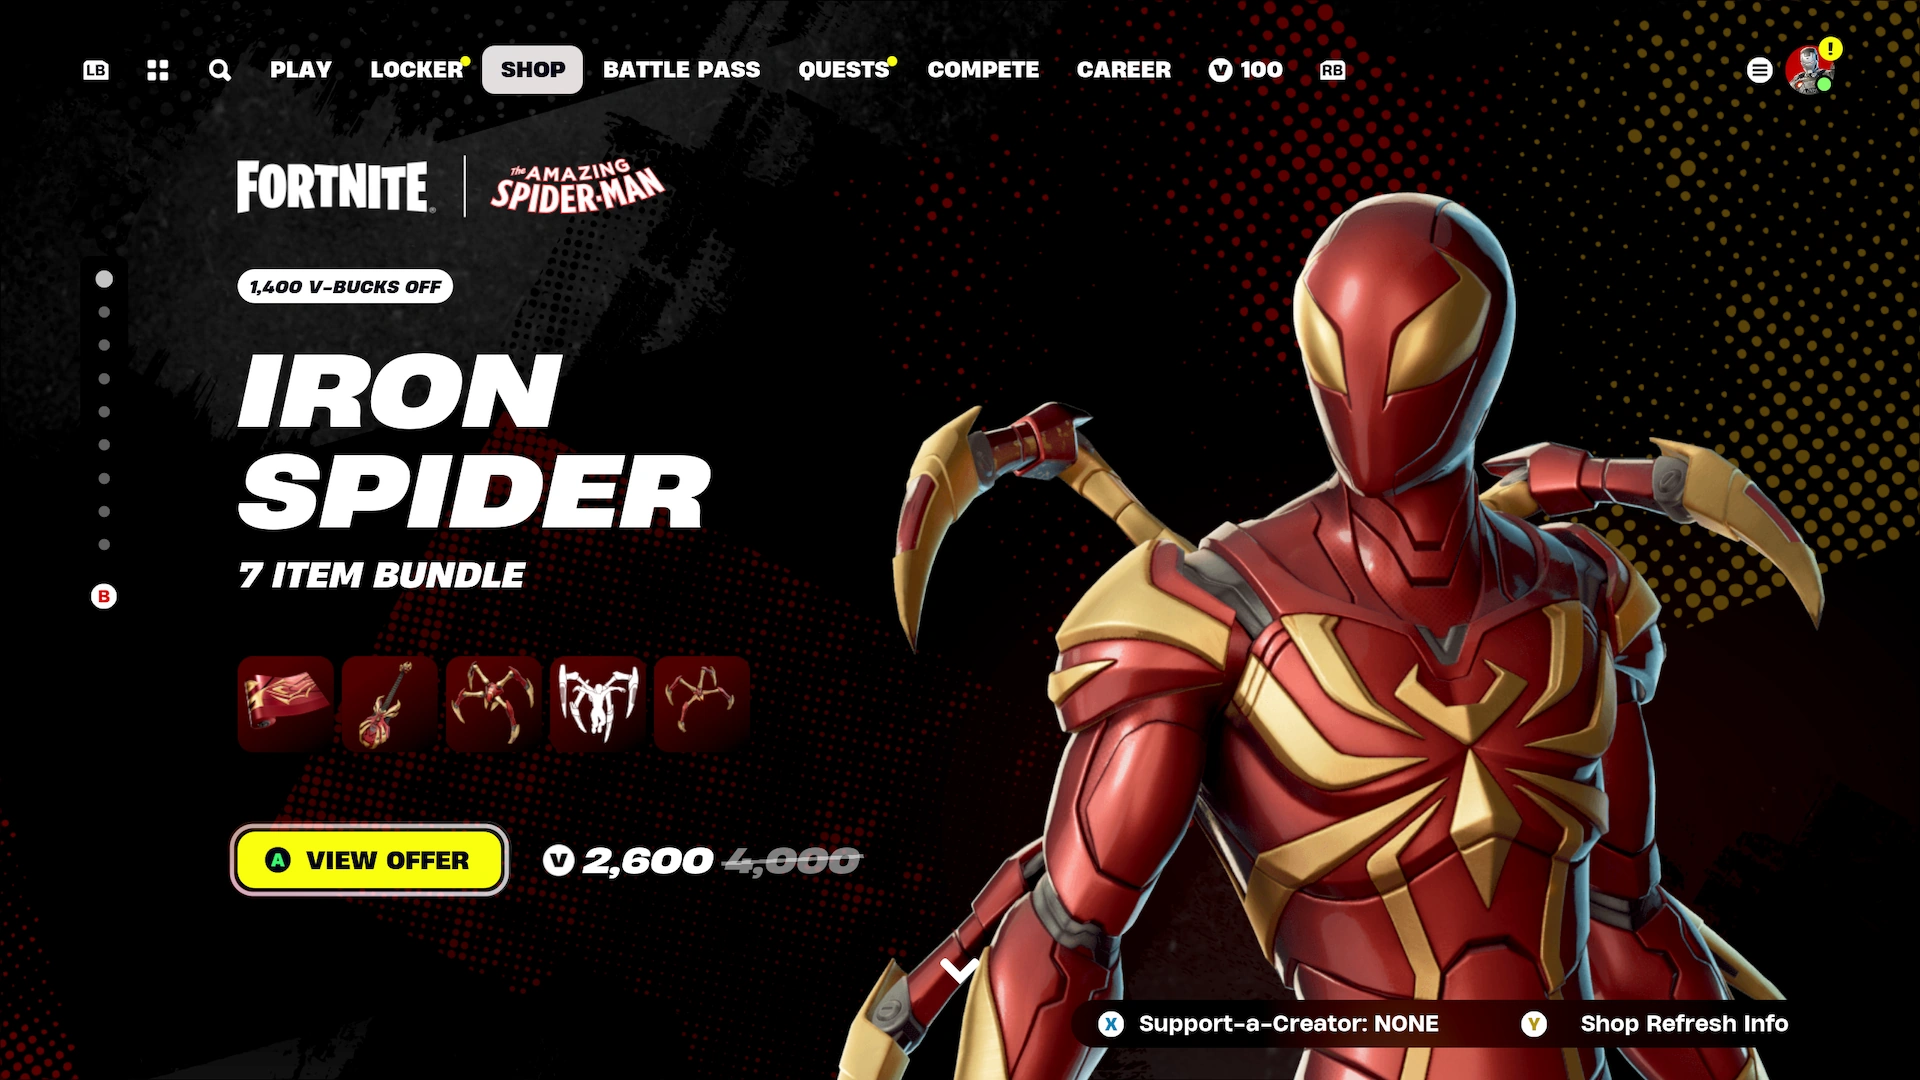 LB PLAY LOCKER SHOP BATTLE PASS QUESTS COMPETE CAREER V 100 RB
!
FORTNITE
The AMAZING
SPIDER-MAN
1,400 V-BUCKS OFF
IRON
SPIDER
7 ITEM BUNDLE
B
A VIEW OFFER V 2,600 4,000
X Support-a-Creator: NONE Y Shop Refresh Info